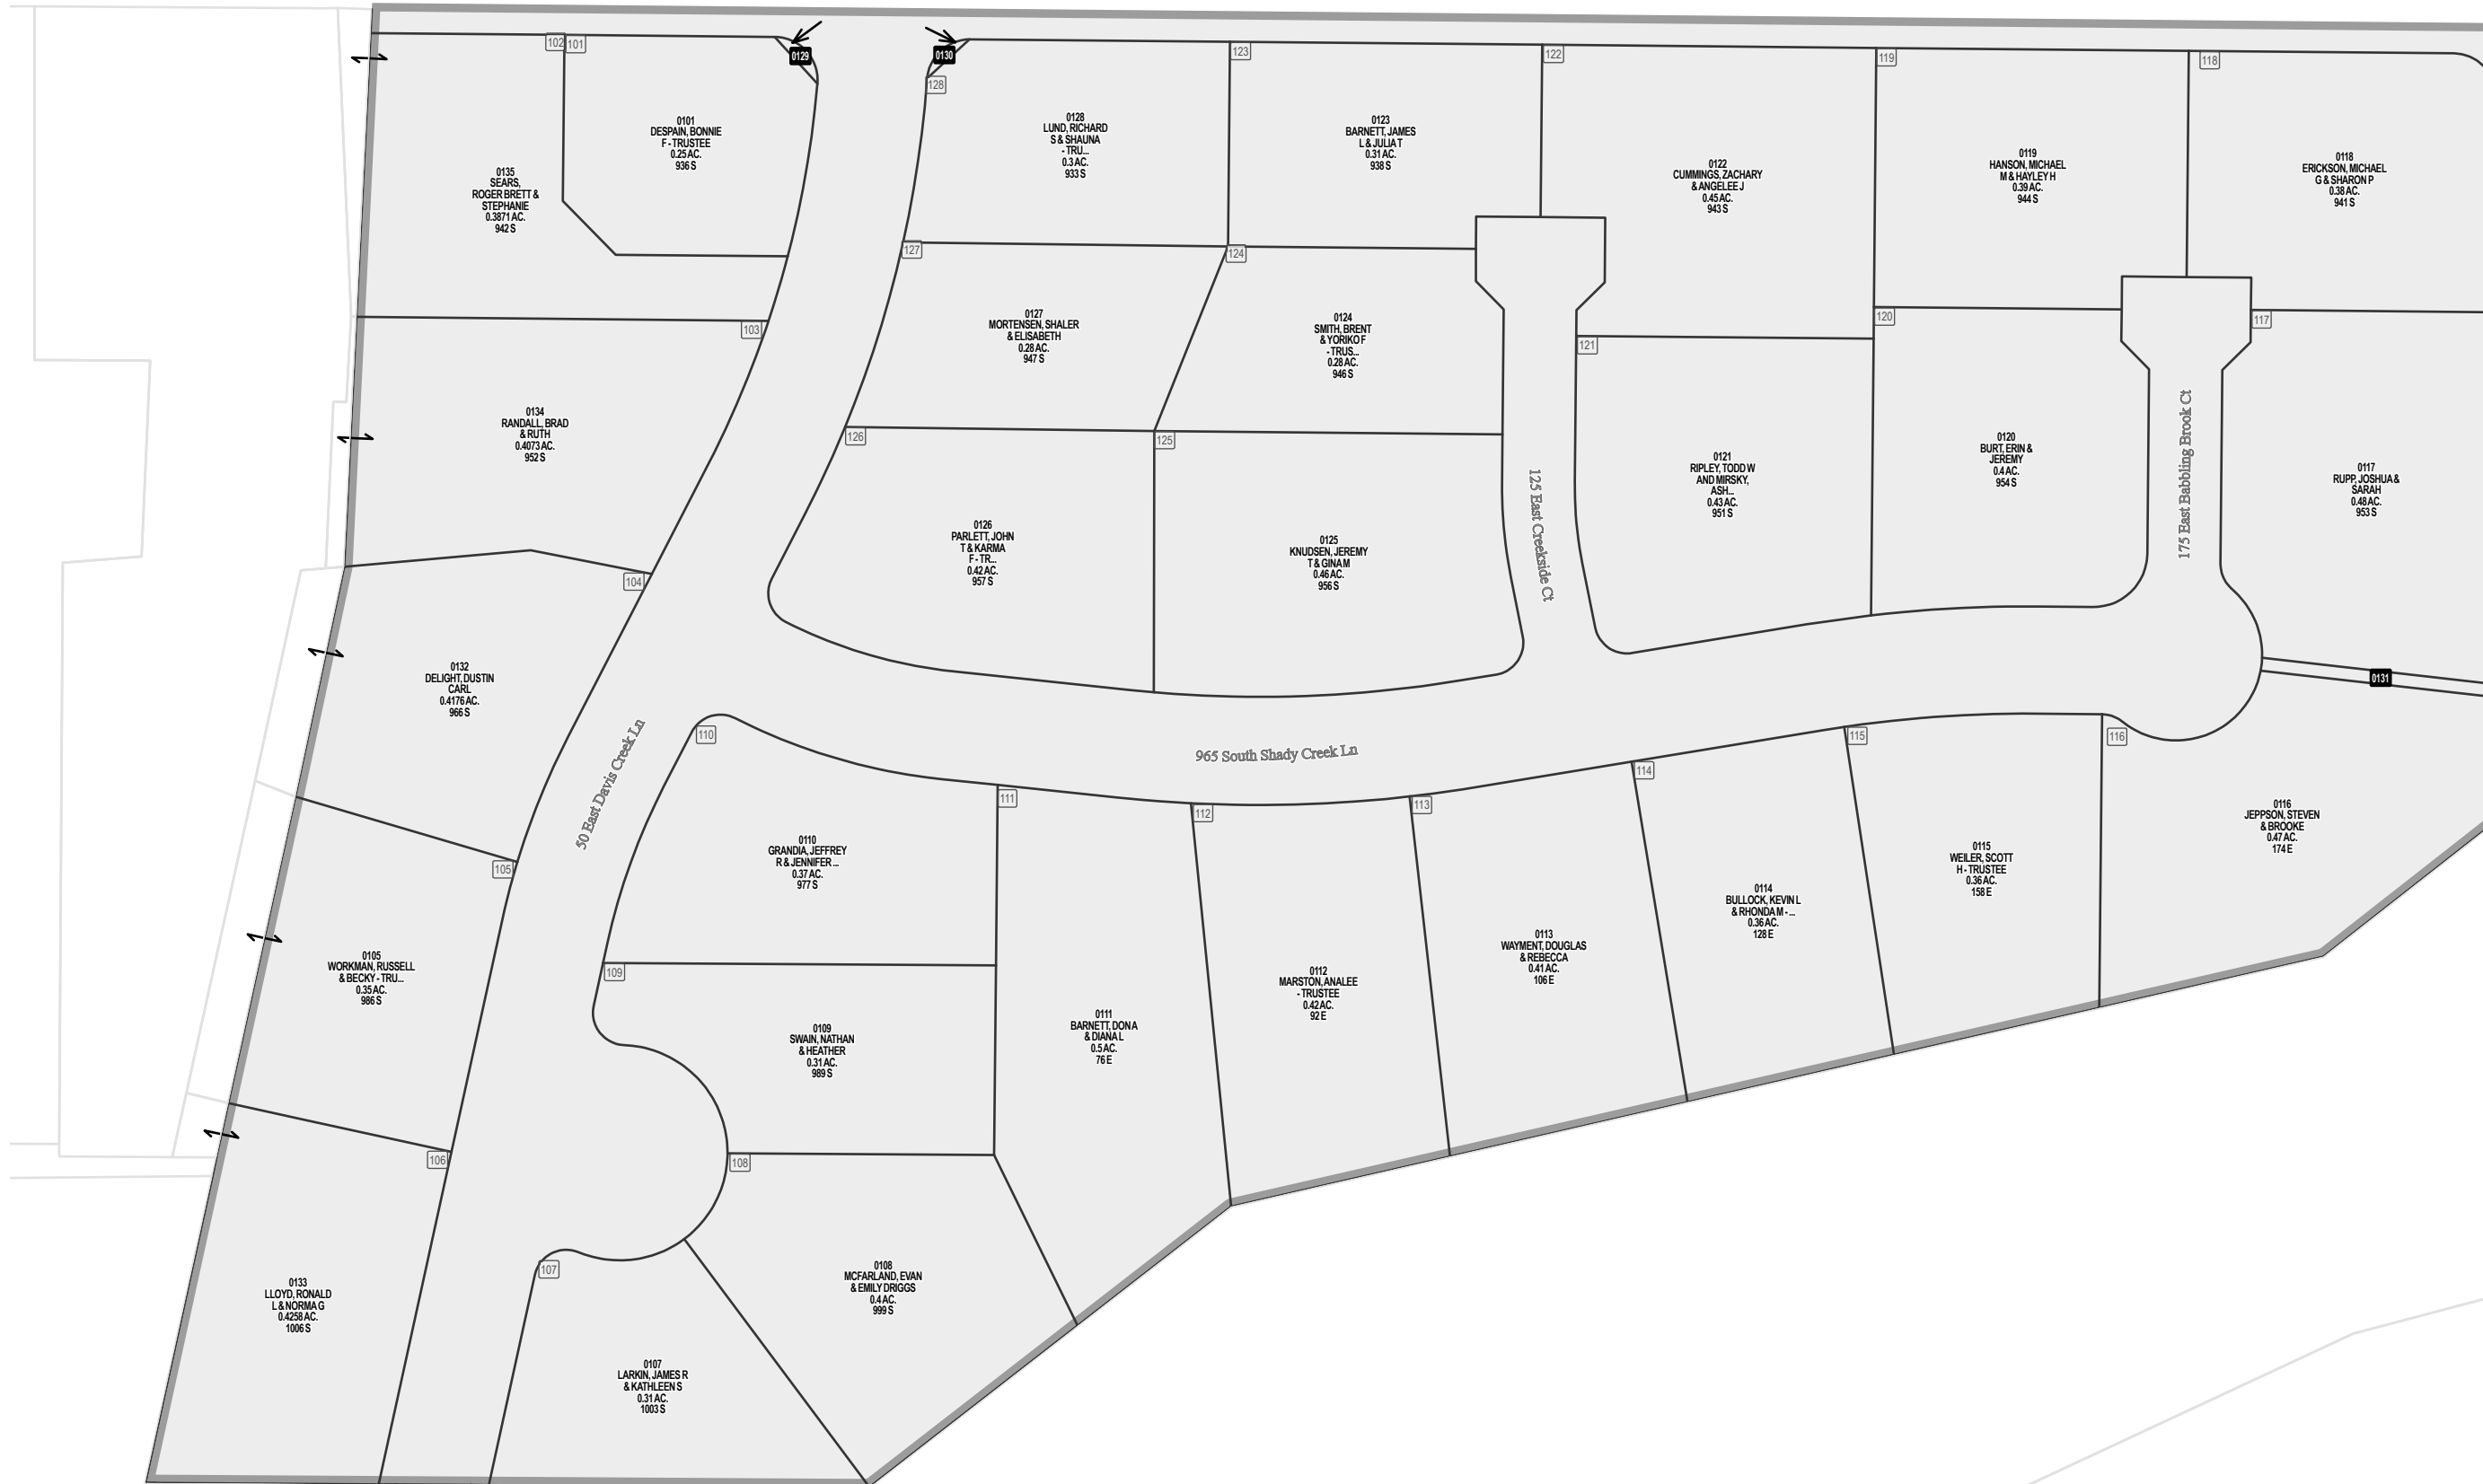 102
101
0129
0130
128
123
122
119
118
0101
DESPAIN, BONNIE
F - TRUSTEE
0.25 AC.
936 S
0128
LUND, RICHARD
S & SHAUNA
- TRU...
0.3 AC.
933 S
0123
BARNETT, JAMES
L & JULIA T
0.31 AC.
938 S
0122
CUMMINGS, ZACHARY
& ANGELEE J
0.45 AC.
943 S
0119
HANSON, MICHAEL
M & HAYLEY H
0.39 AC.
944 S
0118
ERICKSON, MICHAEL
G & SHARON P
0.38 AC.
941 S
0135
SEARS,
ROGER BRETT &
STEPHANIE
0.3871 AC.
942 S
127
124
103
0127
MORTENSEN, SHALER
& ELISABETH
0.28 AC.
947 S
0124
SMITH, BRENT
& YORIKO F
- TRUS...
0.28 AC.
946 S
121
120
117
0134
RANDALL, BRAD
& RUTH
0.4073 AC.
952 S
126
125
0121
RIPLEY, TODD W
AND MIRSKY,
ASH...
0.43 AC.
951 S
0120
BURT, ERIN &
JEREMY
0.4 AC.
954 S
175 East Babbling Brook Ct
0117
RUPP, JOSHUA &
SARAH
0.48 AC.
953 S
0126
PARLETT, JOHN
T & KARMA
F - TR...
0.42 AC.
957 S
0125
KNUDSEN, JEREMY
T & GINA M
0.46 AC.
956 S
125 East Creekside Ct
104
0132
DELIGHT, DUSTIN
CARL
0.4176 AC.
966 S
0131
110
50 East Davis Creek Ln
965 South Shady Creek Ln
115
116
114
111
112
113
0110
GRANDIA, JEFFREY
R & JENNIFER ...
0.37 AC.
977 S
0116
JEPPSON, STEVEN
& BROOKE
0.47 AC.
174 E
0115
WEILER, SCOTT
H - TRUSTEE
0.36 AC.
158 E
105
0114
BULLOCK, KEVIN L
& RHONDA M - ...
0.36 AC.
128 E
0113
WAYMENT, DOUGLAS
& REBECCA
0.41 AC.
106 E
0105
WORKMAN, RUSSELL
& BECKY - TRU...
0.35 AC.
986 S
109
0112
MARSTON, ANALEE
- TRUSTEE
0.42 AC.
92 E
0109
SWAIN, NATHAN
& HEATHER
0.31 AC.
989 S
0111
BARNETT, DON A
& DIANA L
0.5 AC.
76 E
106
108
107
0133
LLOYD, RONALD
L & NORMA G
0.4258 AC.
1006 S
0108
MCFARLAND, EVAN
& EMILY DRIGGS
0.4 AC.
999 S
0107
LARKIN, JAMES R
& KATHLEEN S
0.31 AC.
1003 S